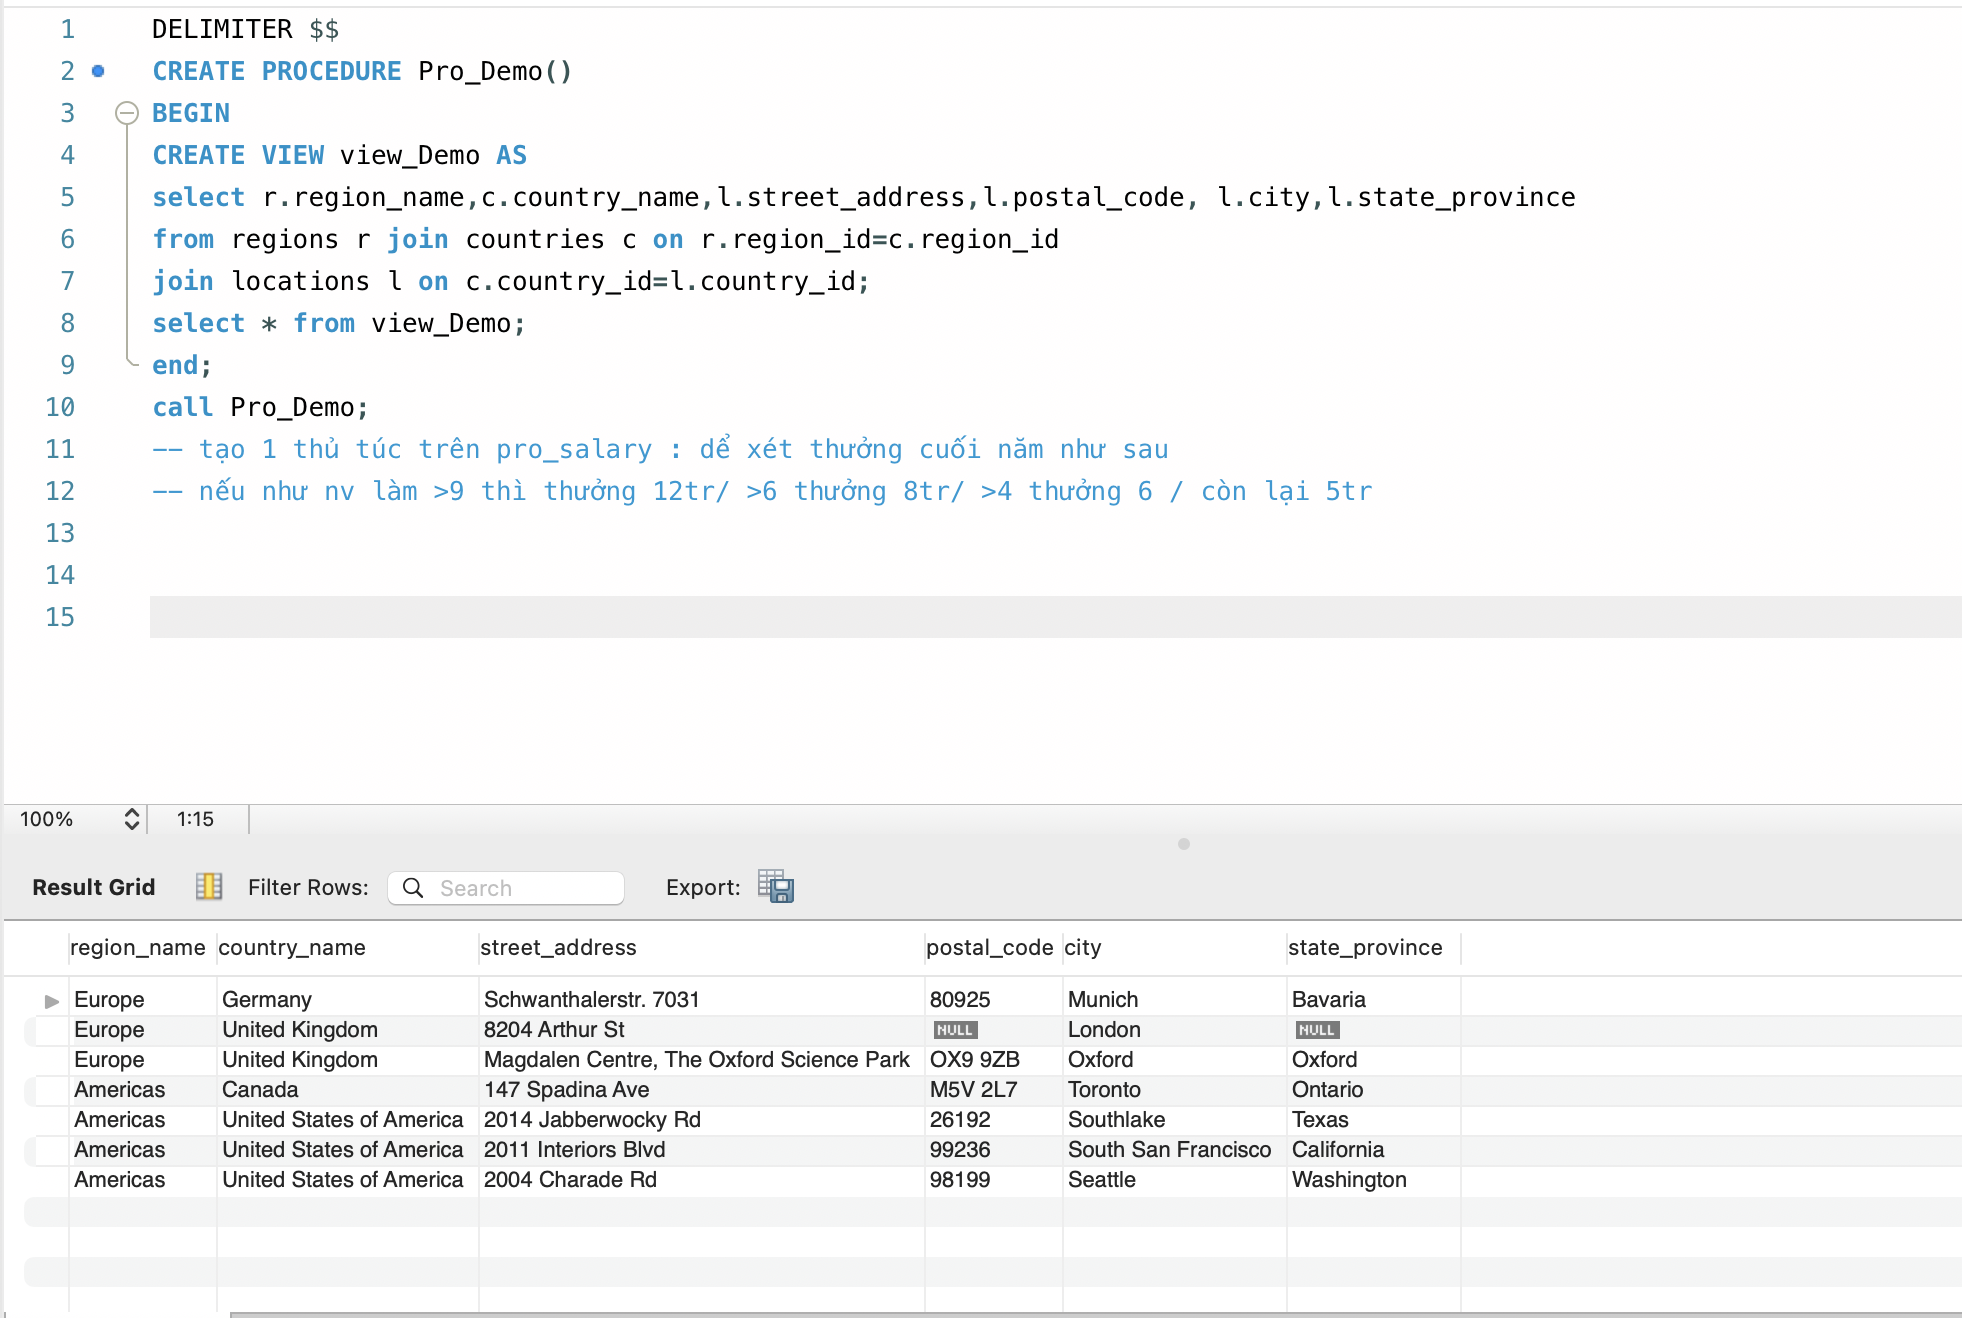 1 DELIMITER $$
2 CREATE PROCEDURE Pro_Demo()
3 BEGIN
4 CREATE VIEW view_Demo AS
5 select r.region_name,c.country_name,l.street_address,l.postal_code, l.city,l.state_province
6 from regions r join countries c on r.region_id=c.region_id
7 join locations l on c.country_id=l.country_id;
8 select * from view_Demo;
9 end;
10 call Pro_Demo;
11 -- tạo 1 thủ túc trên pro_salary : dể xét thưởng cuối năm như sau
12 -- nếu như nv làm >9 thì thưởng 12tr/ >6 thưởng 8tr/ >4 thưởng 6 / còn lại 5tr
13
14
15
100% 1:15
Result Grid Filter Rows: Search Export:
region_name country_name street_address postal_code city state_province
Europe Germany Schwanthalerstr. 7031 80925 Munich Bavaria
Europe United Kingdom 8204 Arthur St NULL London NULL
Europe United Kingdom Magdalen Centre, The Oxford Science Park OX9 9ZB Oxford Oxford
Americas Canada 147 Spadina Ave M5V 2L7 Toronto Ontario
Americas United States of America 2014 Jabberwocky Rd 26192 Southlake Texas
Americas United States of America 2011 Interiors Blvd 99236 South San Francisco California
Americas United States of America 2004 Charade Rd 98199 Seattle Washington